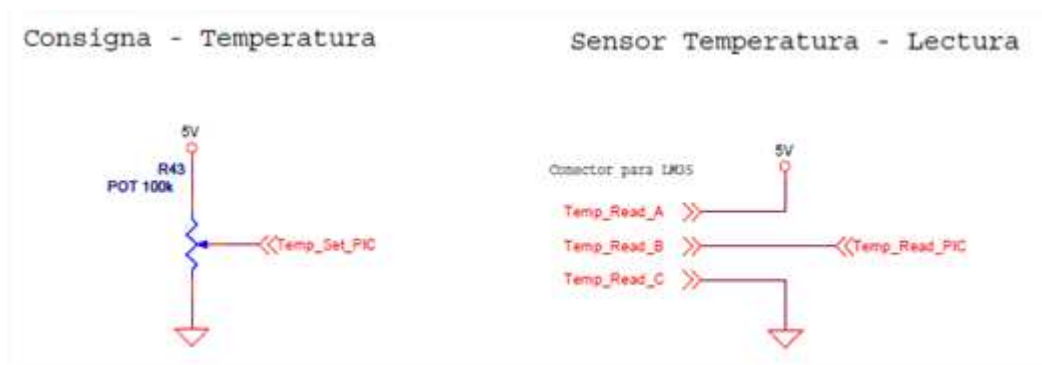 Consigna - Temperatura
5V
R43
POT 100k
Temp_Set_PIC
Sensor Temperatura - Lectura
5V
Conector para LM35
Temp_Read_A
Temp_Read_B
Temp_Read_PIC
Temp_Read_C